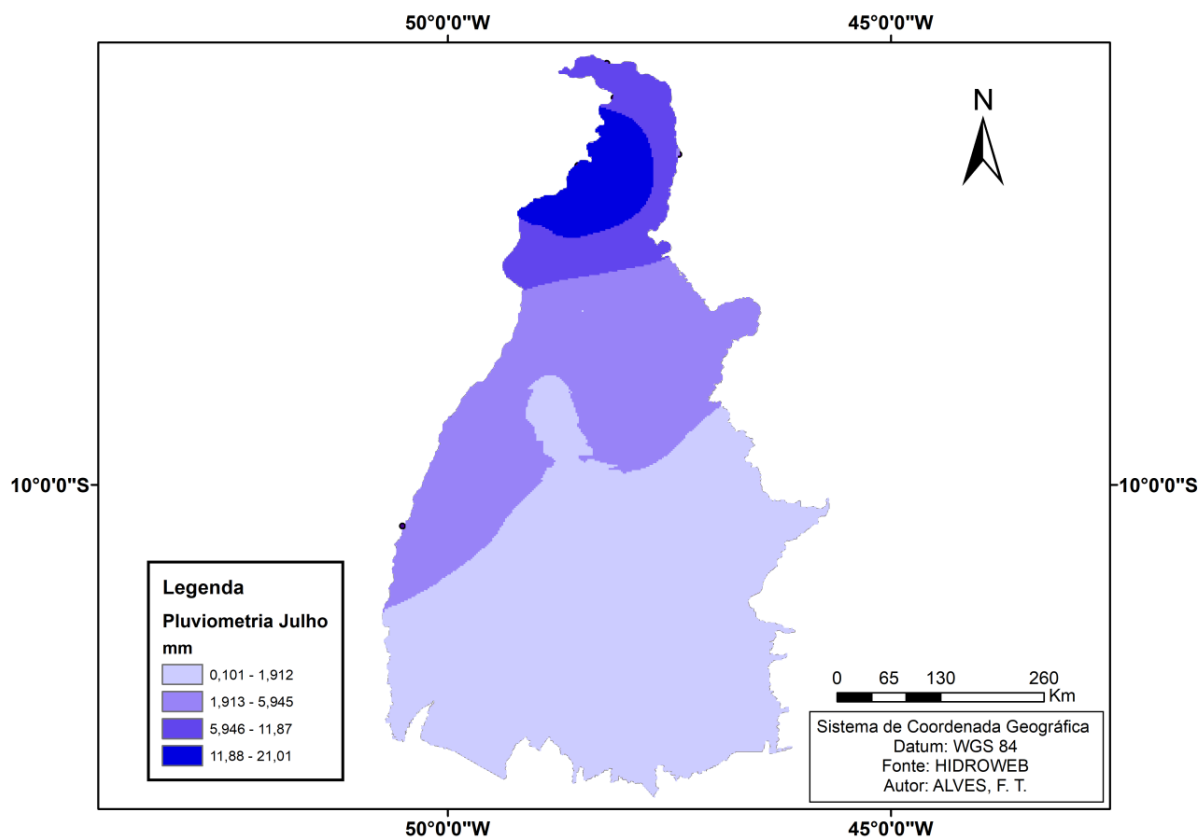 50°0'0"W 45°0'0"W
N
10°0'0"S 10°0'0"S
Legenda
Pluviometria Julho
mm
0,101 - 1,912
1,913 - 5,945
5,946 - 11,87
11,88 - 21,01
0 65 130 260
Km
Sistema de Coordenada Geográfica
Datum: WGS 84
Fonte: HIDROWEB
Autor: ALVES, F. T.
50°0'0"W 45°0'0"W